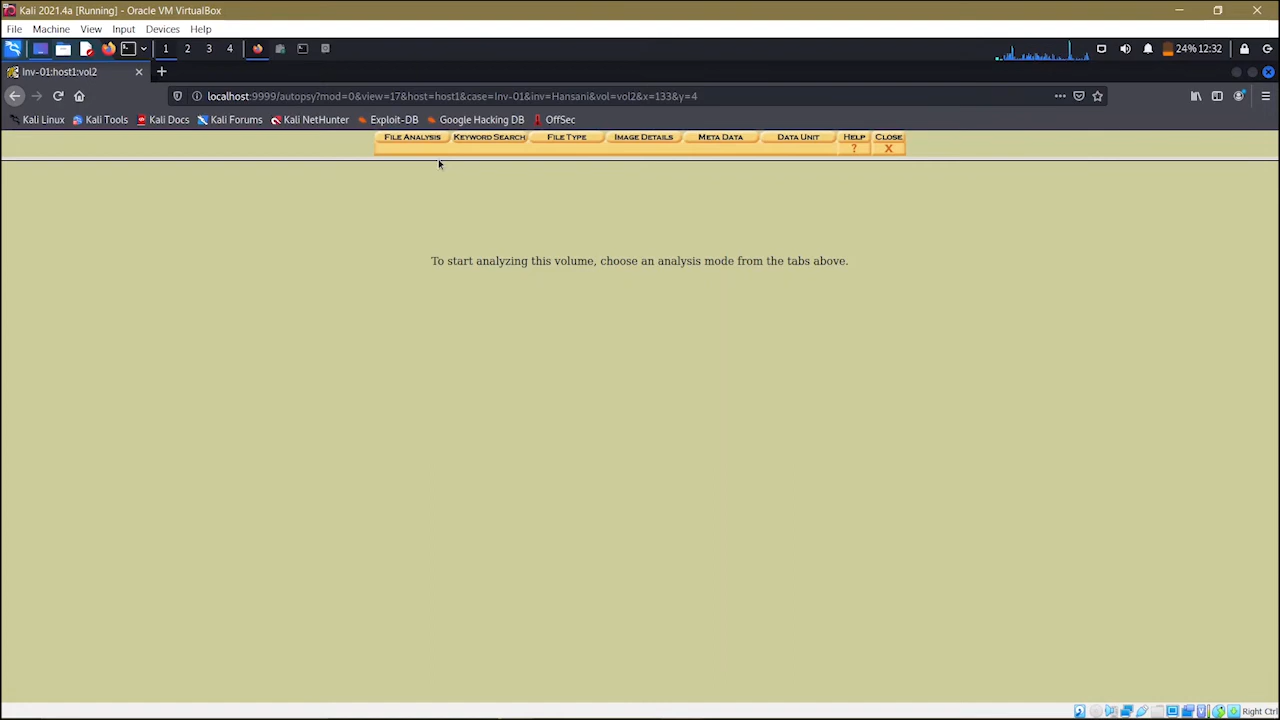 Kali 2021.4a [Running] - Oracle VM VirtualBox
File Machine View Input Devices Help
1 2 3 4 24% 12:32
Inv-01:host1:vol2
localhost:9999/autopsy?mod=0&view=17&host=host1&case=Inv-01&inv=Hansani&vol=vol2&x=133&y=4
Kali Linux Kali Tools Kali Docs Kali Forums Kali NetHunter Exploit-DB Google Hacking DB OffSec
FILE ANALYSIS KEYWORD SEARCH FILE TYPE IMAGE DETAILS META DATA DATA UNIT HELP CLOSE
? X
To start analyzing this volume, choose an analysis mode from the tabs above.
Right Ctrl